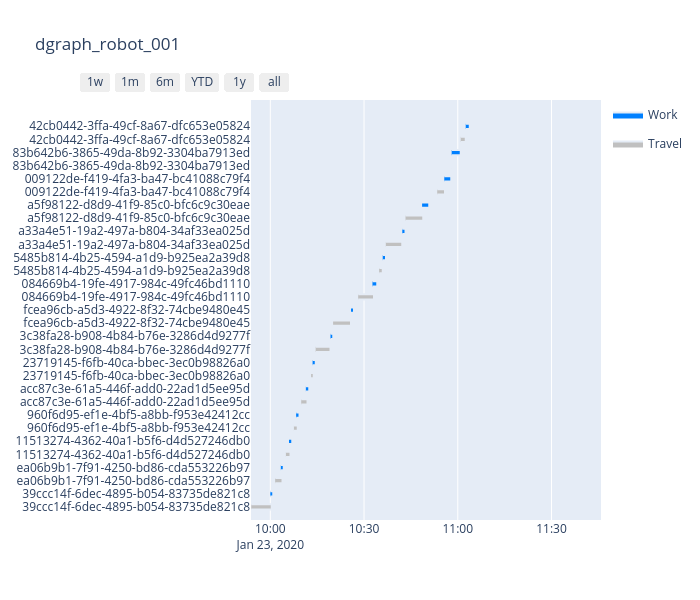 dgraph_robot_001
1w 1m 6m YTD 1y all
Work
Travel
42cb0442-3ffa-49cf-8a67-dfc653e05824
42cb0442-3ffa-49cf-8a67-dfc653e05824
83b642b6-3865-49da-8b92-3304ba7913ed
83b642b6-3865-49da-8b92-3304ba7913ed
009122de-f419-4fa3-ba47-bc41088c79f4
009122de-f419-4fa3-ba47-bc41088c79f4
a5f98122-d8d9-41f9-85c0-bfc6c9c30eae
a5f98122-d8d9-41f9-85c0-bfc6c9c30eae
a33a4e51-19a2-497a-b804-34af33ea025d
a33a4e51-19a2-497a-b804-34af33ea025d
5485b814-4b25-4594-a1d9-b925ea2a39d8
5485b814-4b25-4594-a1d9-b925ea2a39d8
084669b4-19fe-4917-984c-49fc46bd1110
084669b4-19fe-4917-984c-49fc46bd1110
fcea96cb-a5d3-4922-8f32-74cbe9480e45
fcea96cb-a5d3-4922-8f32-74cbe9480e45
3c38fa28-b908-4b84-b76e-3286d4d9277f
3c38fa28-b908-4b84-b76e-3286d4d9277f
23719145-f6fb-40ca-bbec-3ec0b98826a0
23719145-f6fb-40ca-bbec-3ec0b98826a0
acc87c3e-61a5-446f-add0-22ad1d5ee95d
acc87c3e-61a5-446f-add0-22ad1d5ee95d
960f6d95-ef1e-4bf5-a8bb-f953e42412cc
960f6d95-ef1e-4bf5-a8bb-f953e42412cc
11513274-4362-40a1-b5f6-d4d527246db0
11513274-4362-40a1-b5f6-d4d527246db0
ea06b9b1-7f91-4250-bd86-cda553226b97
ea06b9b1-7f91-4250-bd86-cda553226b97
39ccc14f-6dec-4895-b054-83735de821c8
39ccc14f-6dec-4895-b054-83735de821c8
10:00 10:30 11:00 11:30
Jan 23, 2020